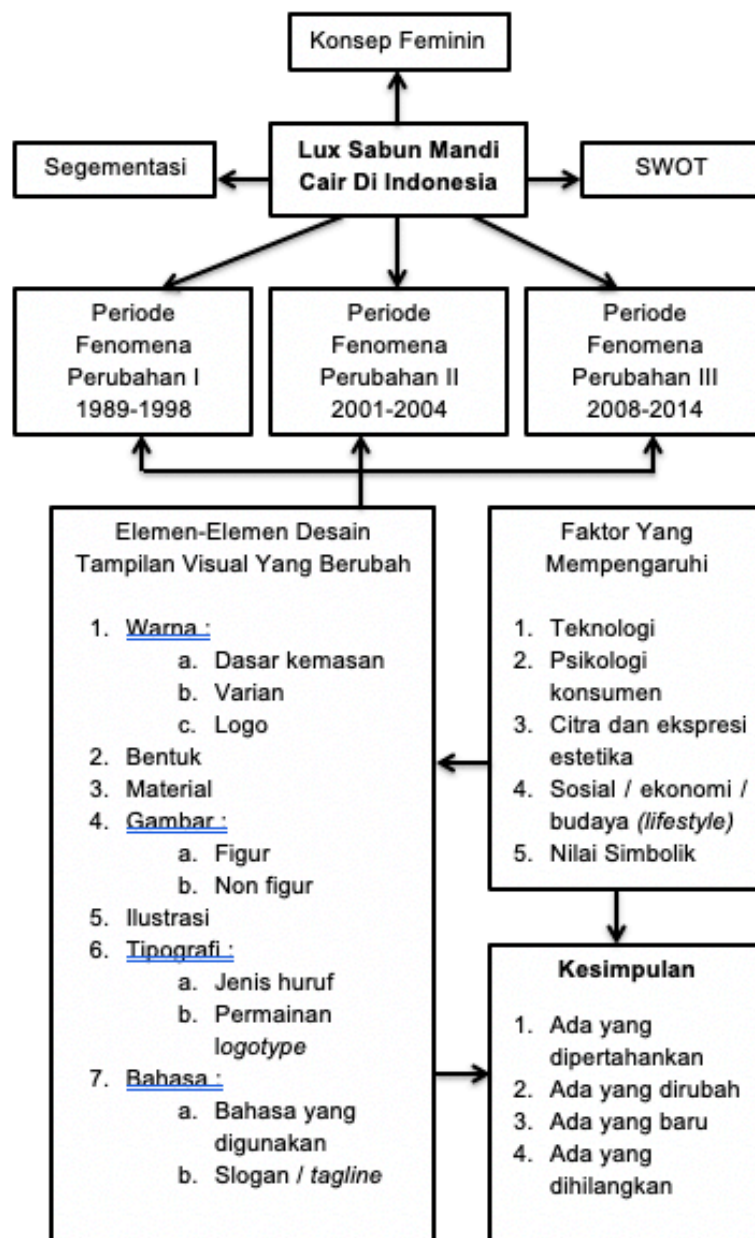 Konsep Feminin
Segementasi
Lux Sabun Mandi
Cair Di Indonesia
SWOT
Periode
Fenomena
Perubahan I
1989-1998
Periode
Fenomena
Perubahan II
2001-2004
Periode
Fenomena
Perubahan III
2008-2014
Elemen-Elemen Desain
Tampilan Visual Yang Berubah
1. Warna :
a. Dasar kemasan
b. Varian
c. Logo
2. Bentuk
3. Material
4. Gambar :
a. Figur
b. Non figur
5. Ilustrasi
6. Tipografi :
a. Jenis huruf
b. Permainan
logotype
7. Bahasa :
a. Bahasa yang
digunakan
b. Slogan / tagline
Faktor Yang
Mempengaruhi
1. Teknologi
2. Psikologi
konsumen
3. Citra dan ekspresi
estetika
4. Sosial / ekonomi /
budaya (lifestyle)
5. Nilai Simbolik
Kesimpulan
1. Ada yang
dipertahankan
2. Ada yang dirubah
3. Ada yang baru
4. Ada yang
dihilangkan